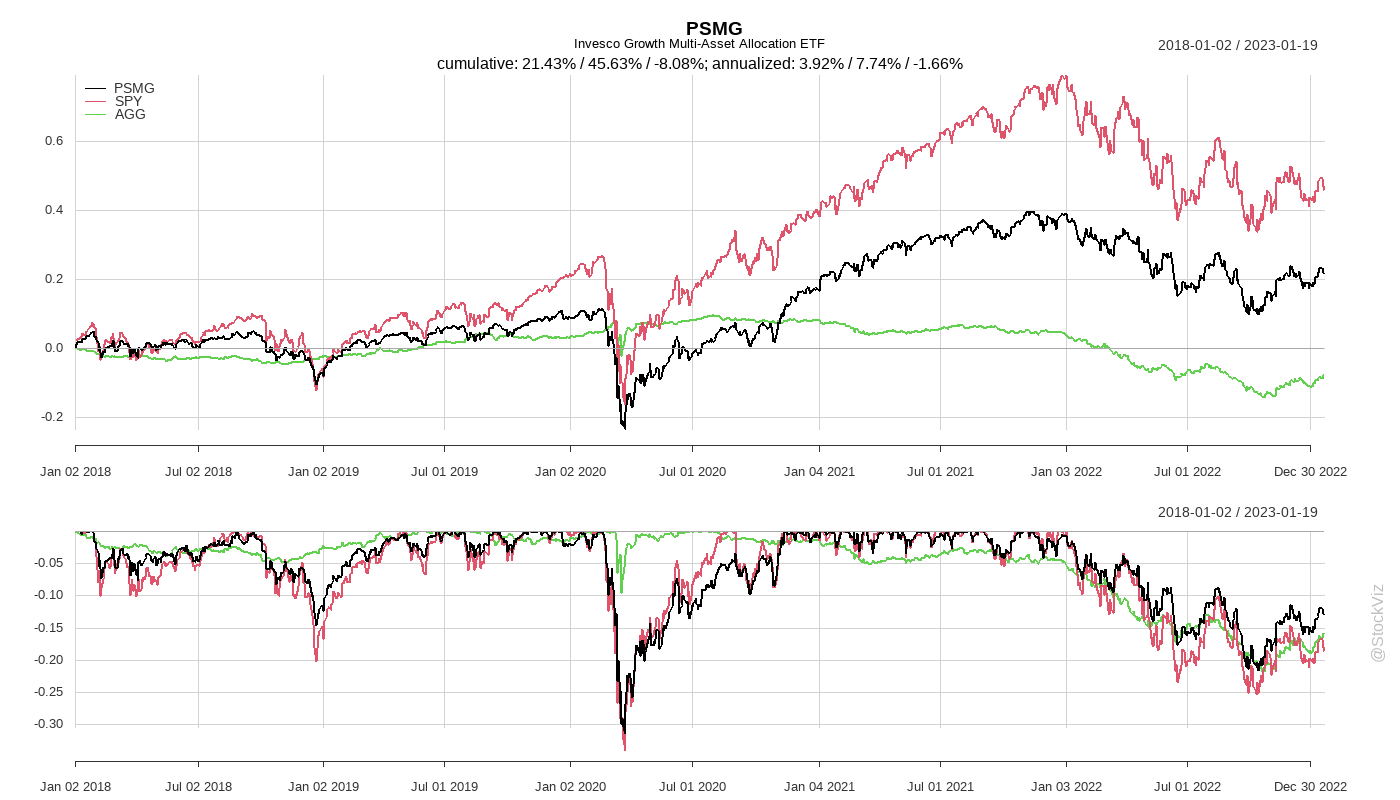 PSMG
Invesco Growth Multi-Asset Allocation ETF
2018-01-02 / 2023-01-19
cumulative: 21.43% / 45.63% / -8.08%; annualized: 3.92% / 7.74% / -1.66%
PSMG
SPY
AGG
0.6
0.4
0.2
0.0
-0.2
Jan 02 2018 Jul 02 2018 Jan 02 2019 Jul 01 2019 Jan 02 2020 Jul 01 2020 Jan 04 2021 Jul 01 2021 Jan 03 2022 Jul 01 2022 Dec 30 2022
2018-01-02 / 2023-01-19
-0.05
-0.10
-0.15
-0.20
-0.25
-0.30
Jan 02 2018 Jul 02 2018 Jan 02 2019 Jul 01 2019 Jan 02 2020 Jul 01 2020 Jan 04 2021 Jul 01 2021 Jan 03 2022 Jul 01 2022 Dec 30 2022
@StockViz